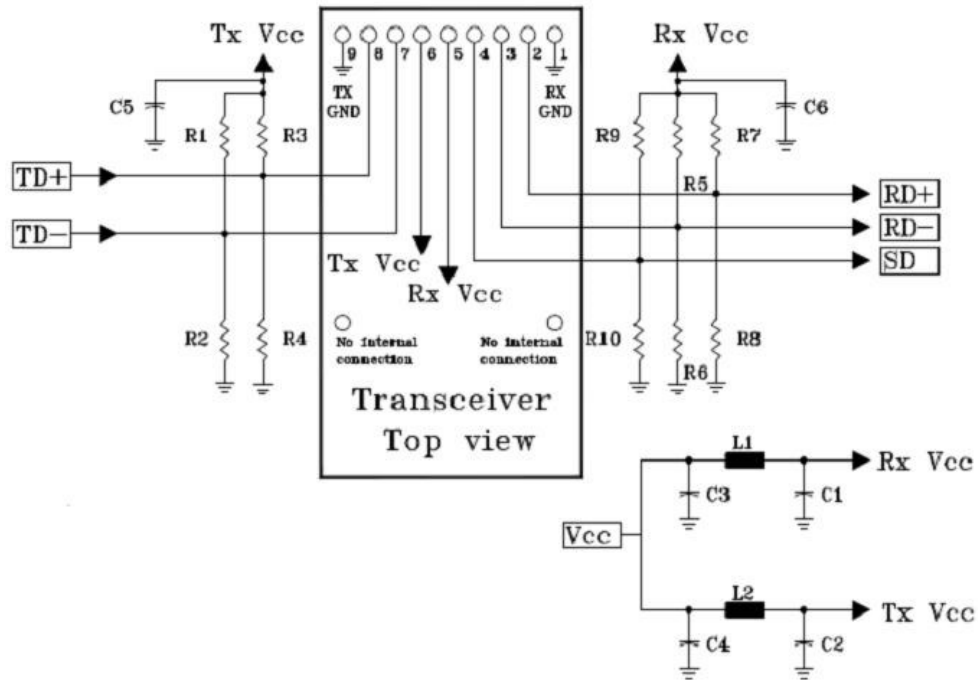 Tx Vcc
Rx Vcc
9 8 7 6 5 4 3 2 1
TX
GND
RX
GND
C5
C6
R1
R3
R9
R7
TD+
R5
RD+
TD-
RD-
SD
Tx Vcc
Rx Vcc
R2
R4
R10
R8
No internal
connection
No internal
connection
R6
Transceiver
Top view
L1
Rx Vcc
C3
C1
Vcc
L2
Tx Vcc
C4
C2